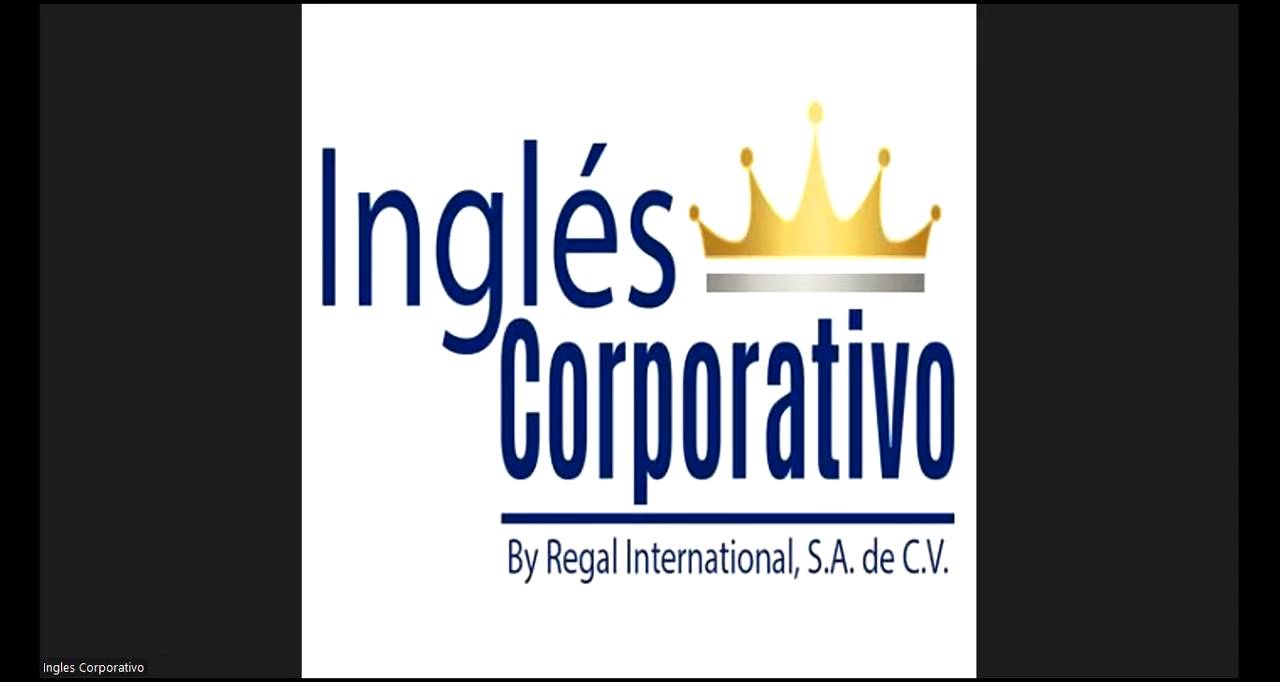 Inglés
Corporativo
By Regal International, S.A. de C.V.
Ingles Corporativo